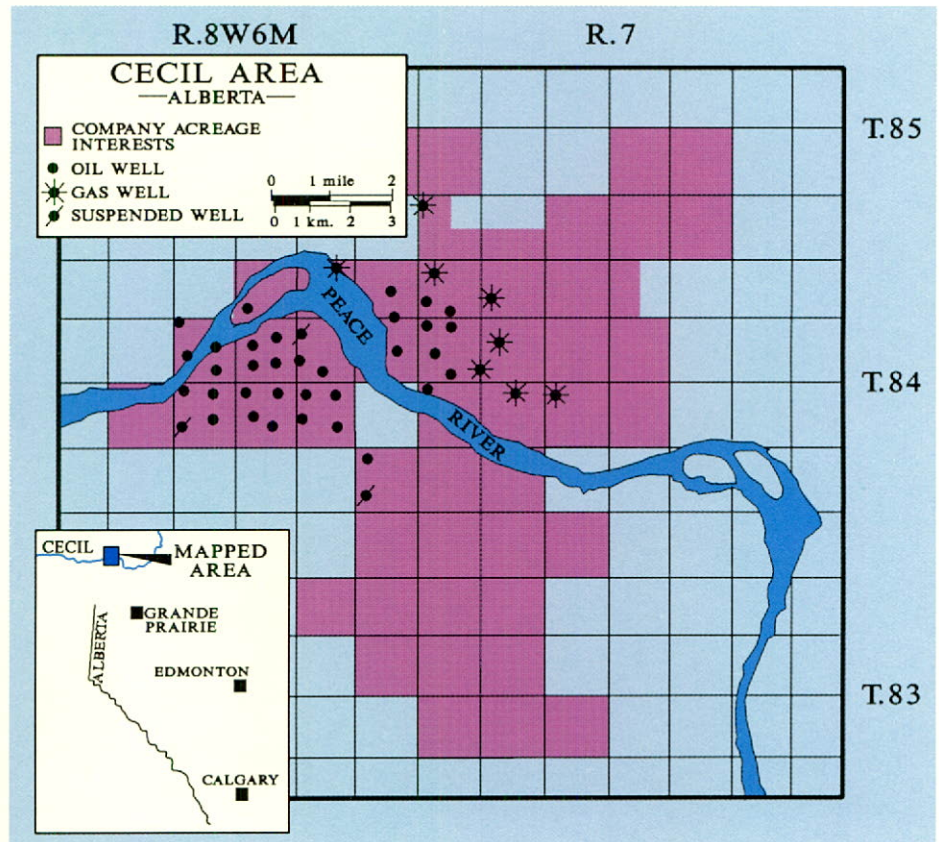 R.8W6M R.7
CECIL AREA
—ALBERTA—
COMPANY ACREAGE
INTERESTS
OIL WELL
GAS WELL
SUSPENDED WELL
0 1 mile 2
0 1 km. 2 3
T.85
PEACE
RIVER
T.84
T.83
CECIL
MAPPED
AREA
GRANDE
PRAIRIE
ALBERTA
EDMONTON
CALGARY